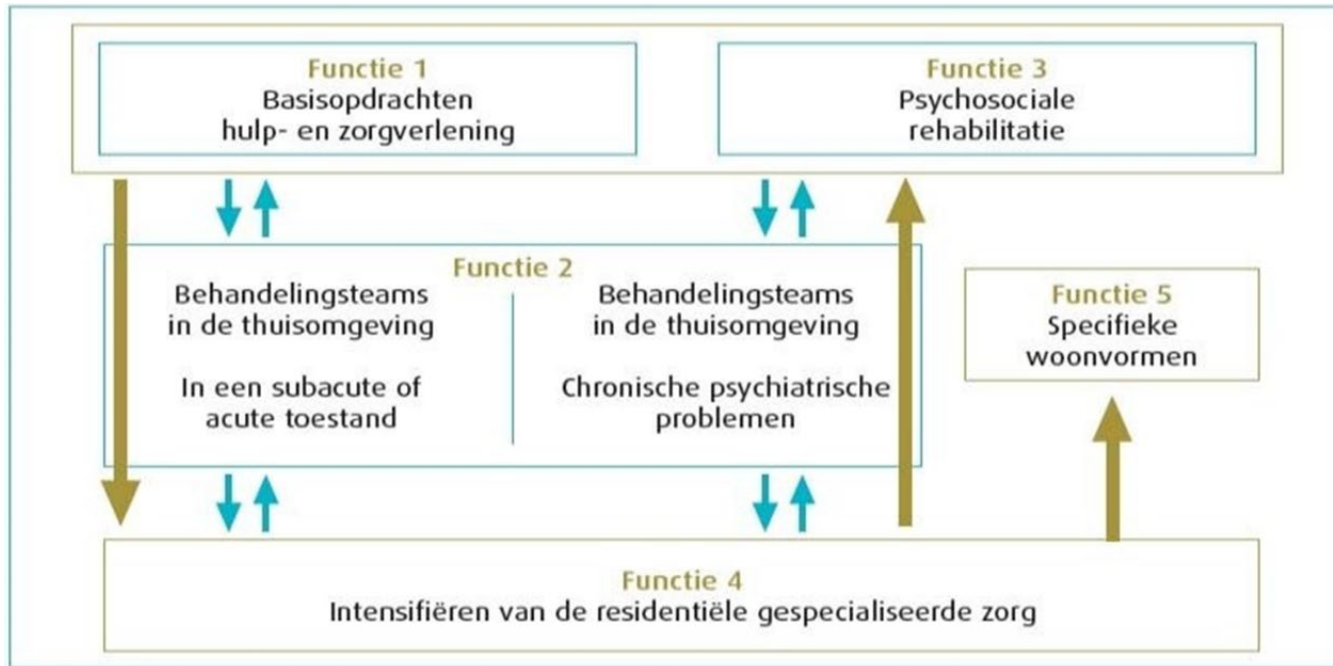 Functie 1
Basisopdrachten
hulp- en zorgverlening
Functie 3
Psychosociale
rehabilitatie
Functie 2
Behandelingsteams
in de thuisomgeving
In een subacute of
acute toestand
Behandelingsteams
in de thuisomgeving
Chronische psychiatrische
problemen
Functie 5
Specifieke
woonvormen
Functie 4
Intensifiëren van de residentiële gespecialiseerde zorg